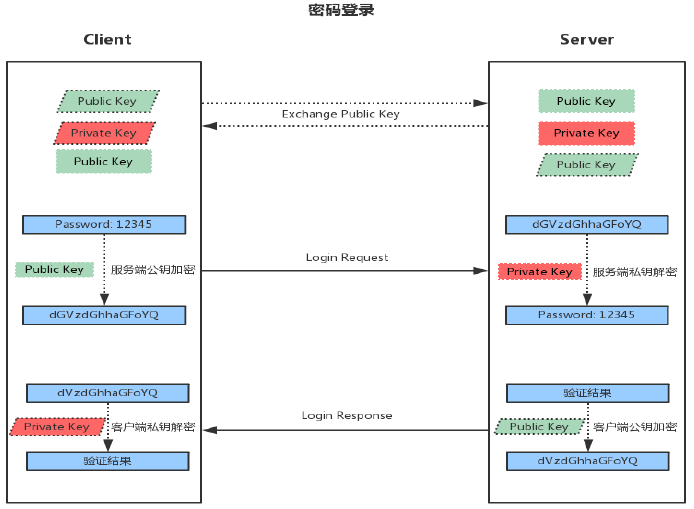 密码登录
Client
Server
Public Key
Private Key
Public Key
Exchange Public Key
Public Key
Private Key
Public Key
Password: 12345
Public Key
服务端公钥加密
dGVzdGhhaGFoYQ
Login Request
dGVzdGhhaGFoYQ
Private Key
服务端私钥解密
Password: 12345
dVzdGhhaGFoYQ
Private Key
客户端私钥解密
验证结果
Login Response
验证结果
Public Key
客户端公钥加密
dVzdGhhaGFoYQ